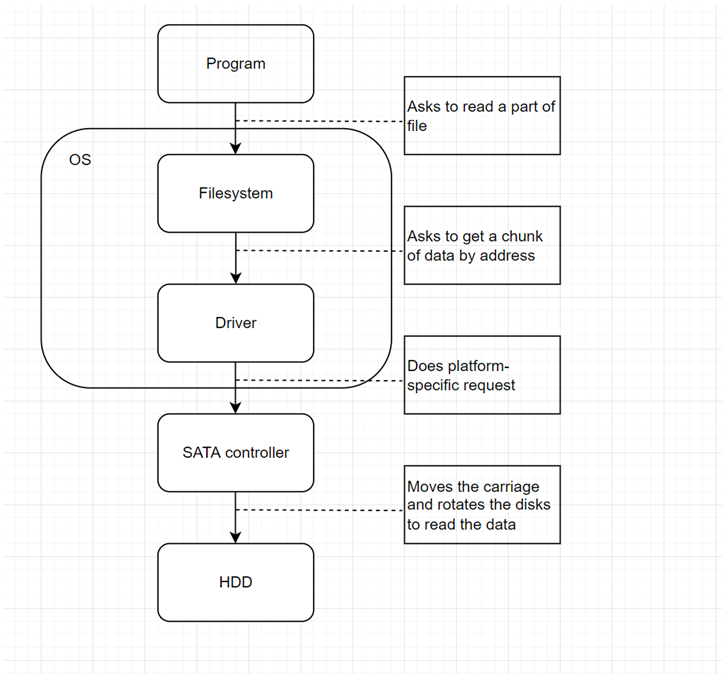 Program
Asks to read a part of
file
OS
Filesystem
Asks to get a chunk
of data by address
Driver
Does platform-
specific request
SATA controller
Moves the carriage
and rotates the disks
to read the data
HDD